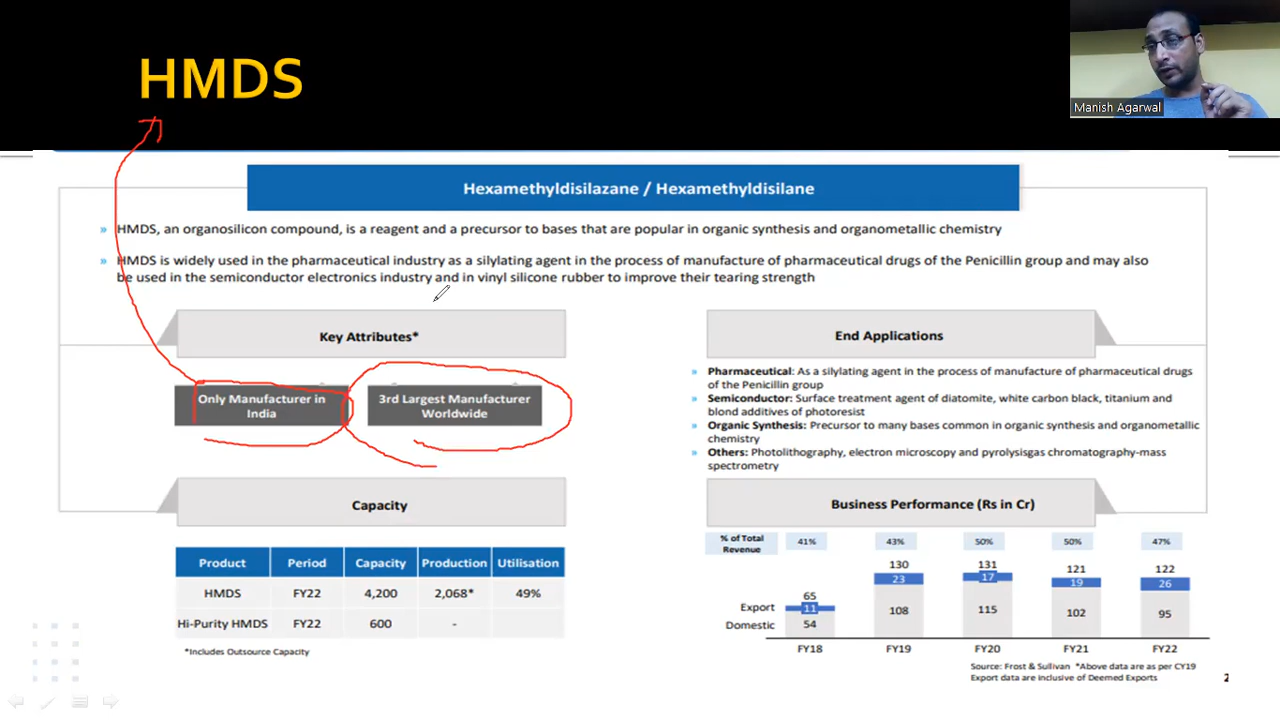 HMDS
Manish Agarwal
Hexamethyldisilazane / Hexamethyldisilane
» HMDS, an organosilicon compound, is a reagent and a precursor to bases that are popular in organic synthesis and organometallic chemistry
» HMDS is widely used in the pharmaceutical industry as a silylating agent in the process of manufacture of pharmaceutical drugs of the Penicillin group and may also
be used in the semiconductor electronics industry and in vinyl silicone rubber to improve their tearing strength
Key Attributes*
Only Manufacturer in
India
3rd Largest Manufacturer
Worldwide
End Applications
» Pharmaceutical: As a silylating agent in the process of manufacture of pharmaceutical drugs
of the Penicillin group
» Semiconductor: Surface treatment agent of diatomite, white carbon black, titanium and
blond additives of photoresist
» Organic Synthesis: Precursor to many bases common in organic synthesis and organometallic
chemistry
» Others: Photolithography, electron microscopy and pyrolysisgas chromatography-mass
spectrometry
Capacity
Product Period Capacity Production Utilisation
HMDS FY22 4,200 2,068* 49%
Hi-Purity HMDS FY22 600 -
*Includes Outsource Capacity
Business Performance (Rs in Cr)
% of Total
Revenue
41% 43% 50% 50% 47%
65 130 131 121 122
Export 11 23 17 19 26
Domestic 54 108 115 102 95
FY18 FY19 FY20 FY21 FY22
Source: Frost & Sullivan *Above data are as per CY19
Export data are inclusive of Deemed Exports